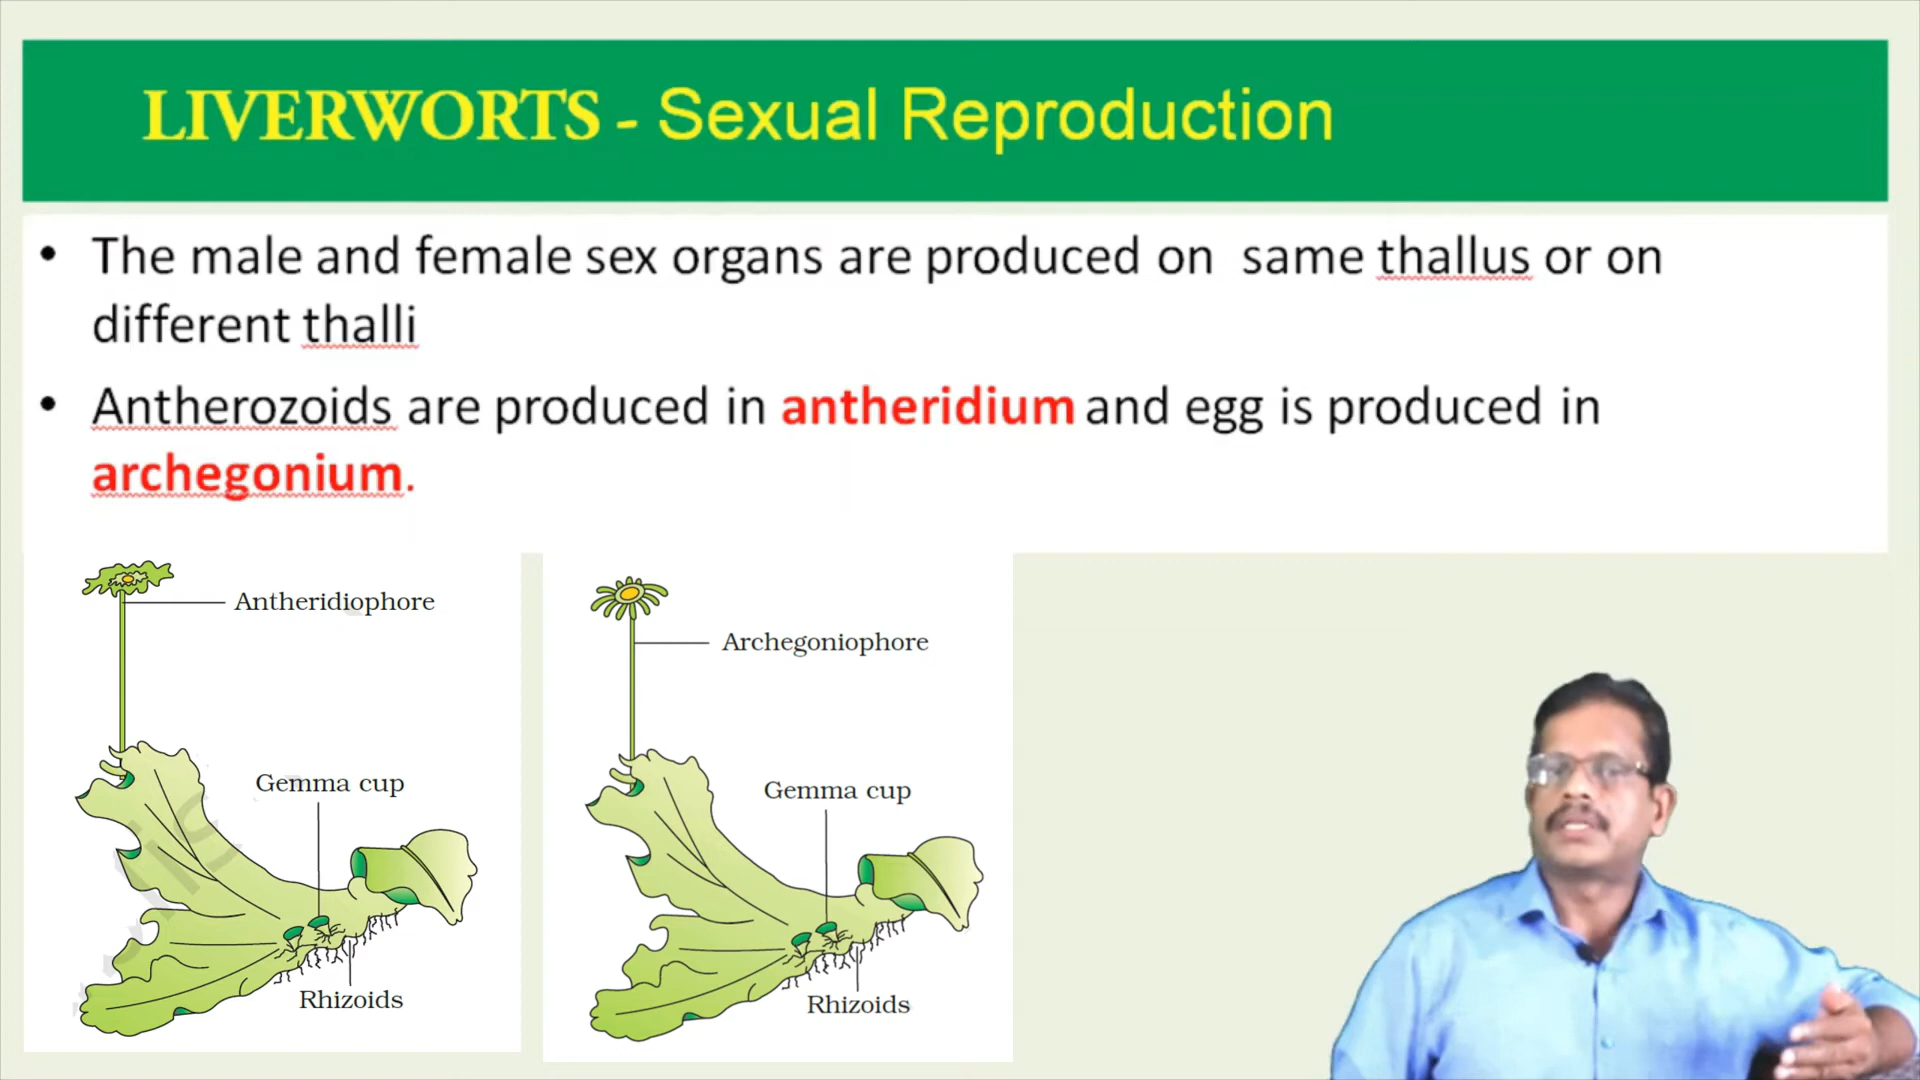 LIVERWORTS - Sexual Reproduction
• The male and female sex organs are produced on same thallus or on
different thalli
• Antherozoids are produced in antheridium and egg is produced in
archegonium.
Antheridiophore
Gemma cup
Rhizoids
Archegoniophore
Gemma cup
Rhizoids